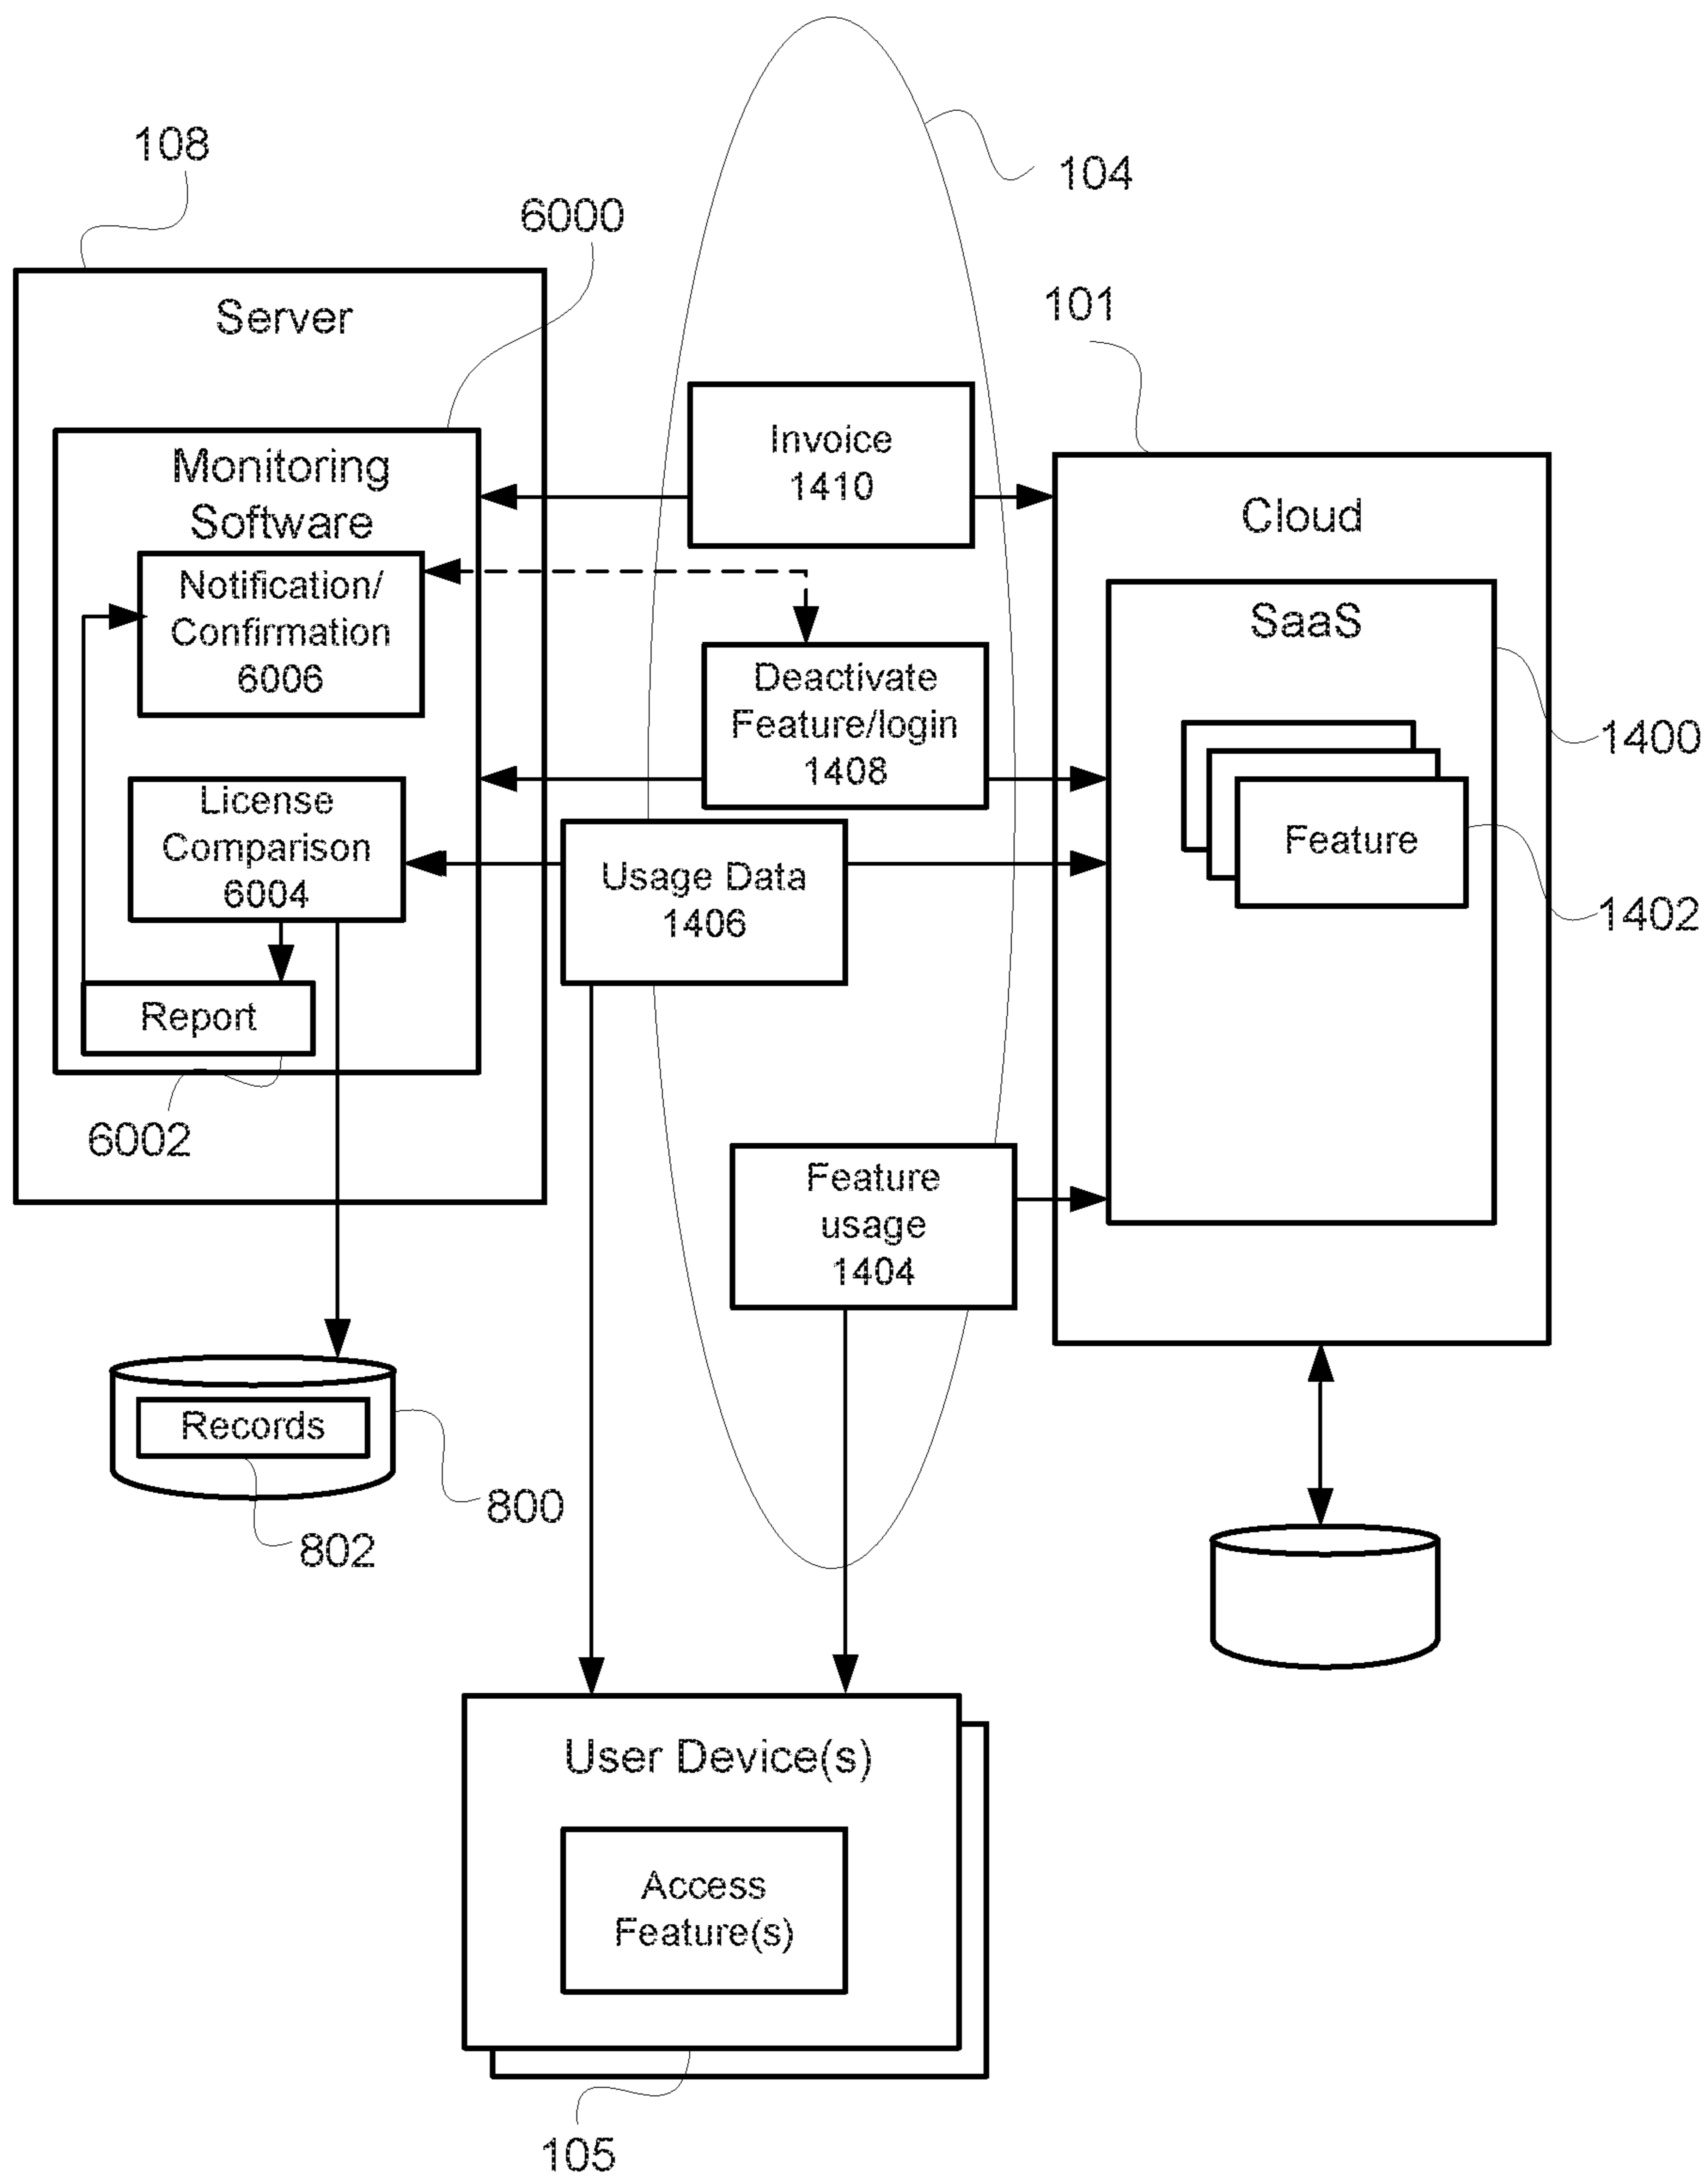 108
104
6000
101
Server
Monitoring
Software
Invoice
1410
Cloud
Notification/
Confirmation
6006
SaaS
Deactivate
Feature/login
1408
1400
License
Comparison
6004
Feature
Usage Data
1406
1402
Report
6002
Feature
usage
1404
Records
800
802
User Device(s)
Access
Feature(s)
105